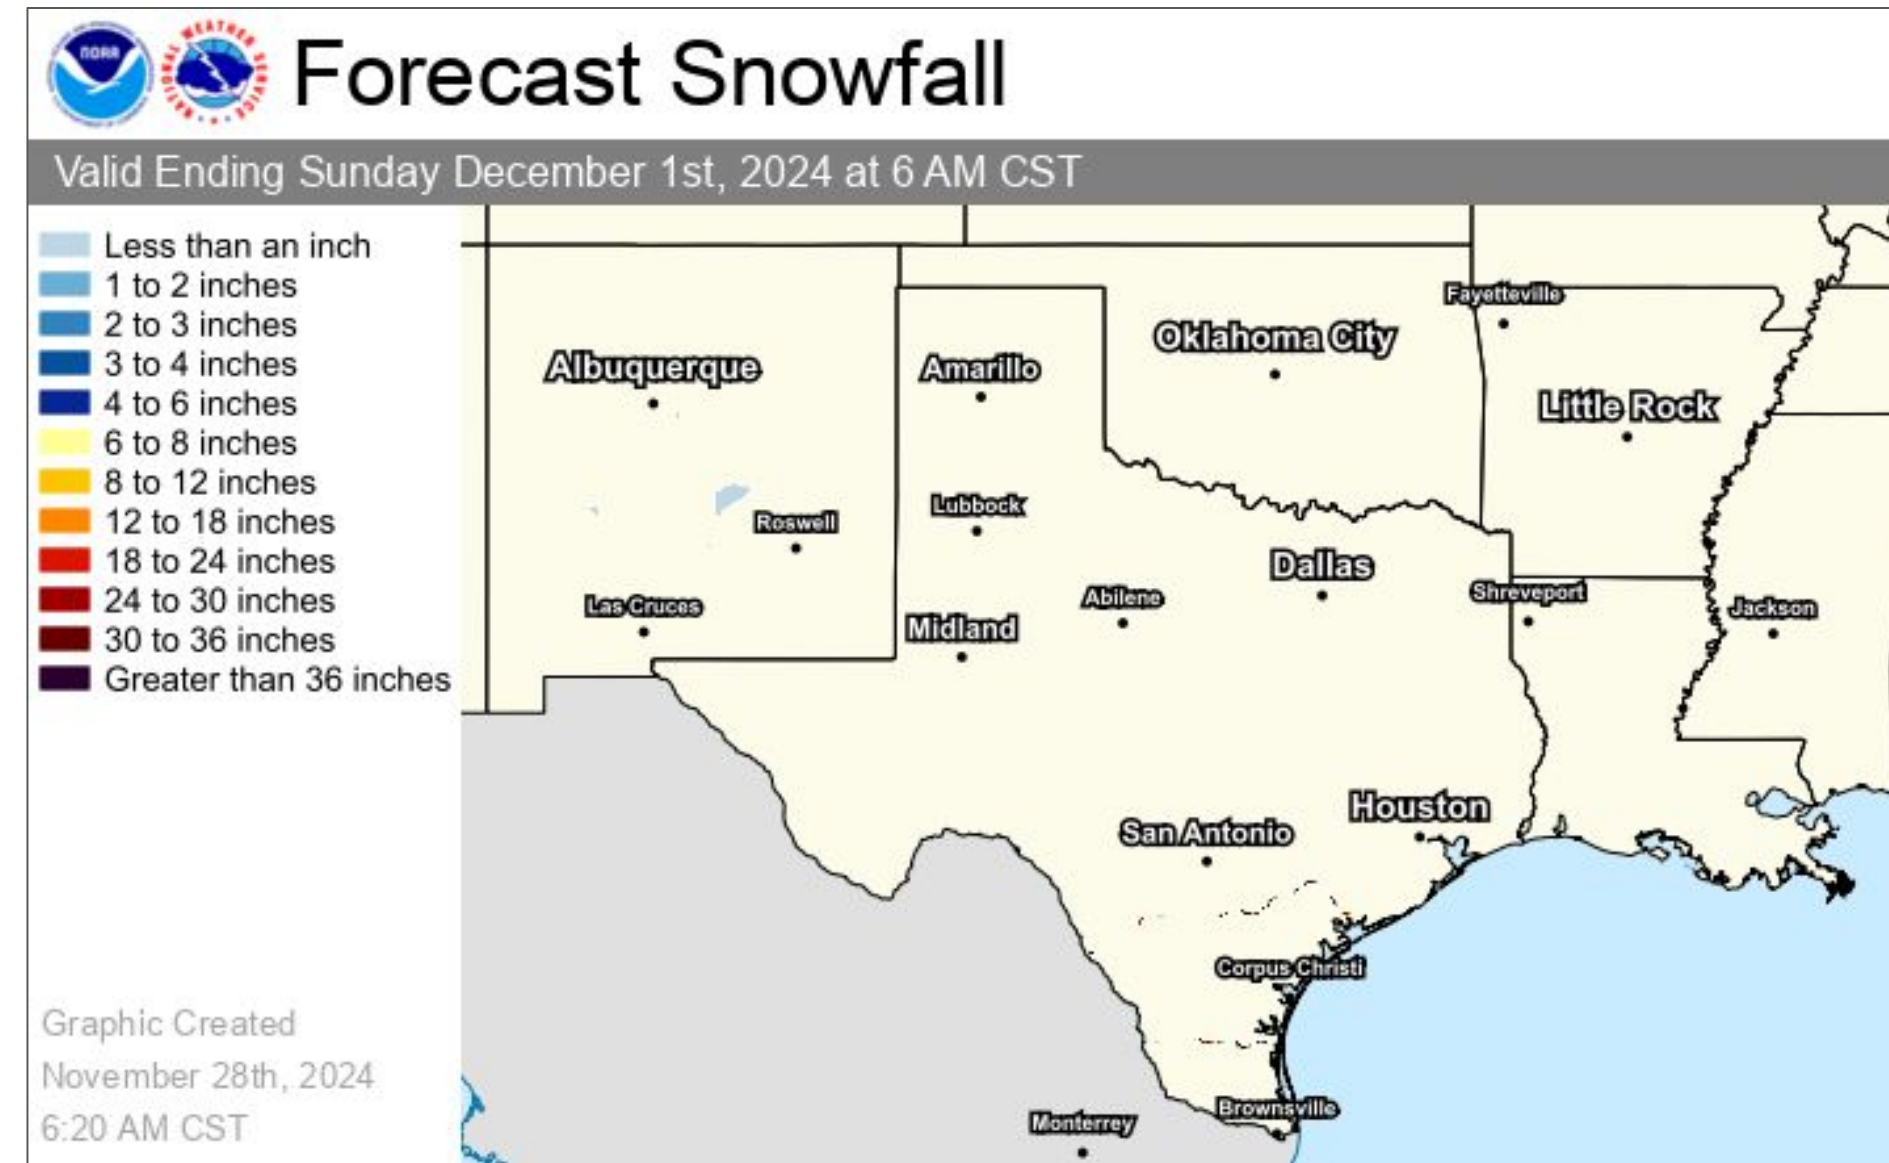 NOAA
NATIONAL WEATHER SERVICE
Forecast Snowfall
Valid Ending Sunday December 1st, 2024 at 6 AM CST
Less than an inch
1 to 2 inches
2 to 3 inches
3 to 4 inches
4 to 6 inches
6 to 8 inches
8 to 12 inches
12 to 18 inches
18 to 24 inches
24 to 30 inches
30 to 36 inches
Greater than 36 inches
Fayetteville
Oklahoma City
Albuquerque
Amarillo
Little Rock
Lubbock
Roswell
Dallas
Shreveport
Abilene
Las Cruces
Jackson
Midland
Houston
San Antonio
Corpus Christi
Brownsville
Monterrey
Graphic Created
November 28th, 2024
6:20 AM CST